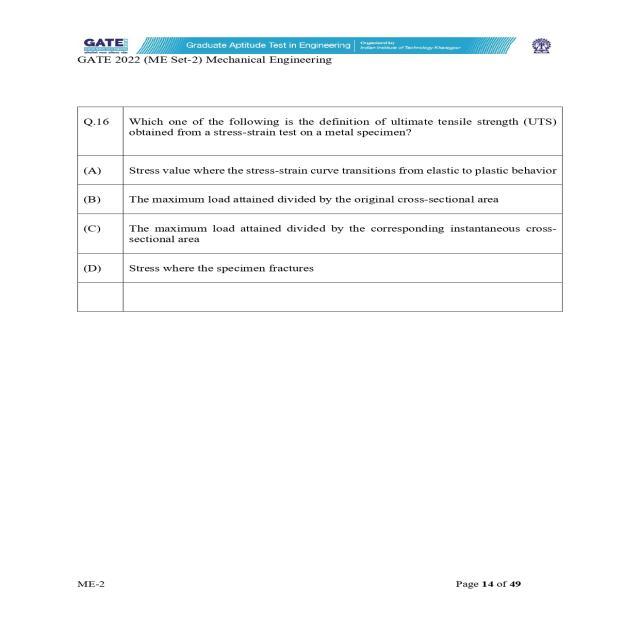 GATE
Graduate Aptitude Test in Engineering
Organized by
Indian Institute of Technology Kharagpur
GATE 2022 (ME Set-2) Mechanical Engineering
Q.16 Which one of the following is the definition of ultimate tensile strength (UTS)
obtained from a stress-strain test on a metal specimen?
(A) Stress value where the stress-strain curve transitions from elastic to plastic behavior
(B) The maximum load attained divided by the original cross-sectional area
(C) The maximum load attained divided by the corresponding instantaneous cross-
sectional area
(D) Stress where the specimen fractures
ME-2 Page 14 of 49